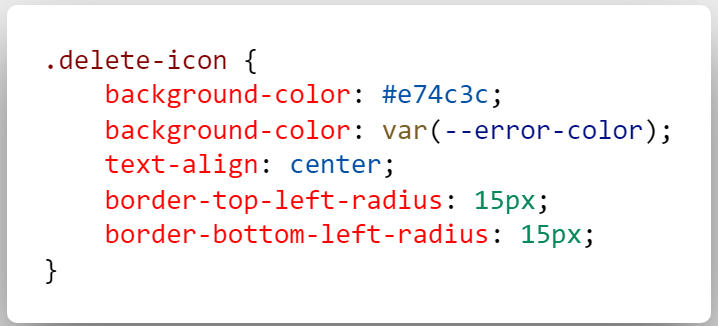 .delete-icon {
    background-color: #e74c3c;
    background-color: var(--error-color);
    text-align: center;
    border-top-left-radius: 15px;
    border-bottom-left-radius: 15px;
}